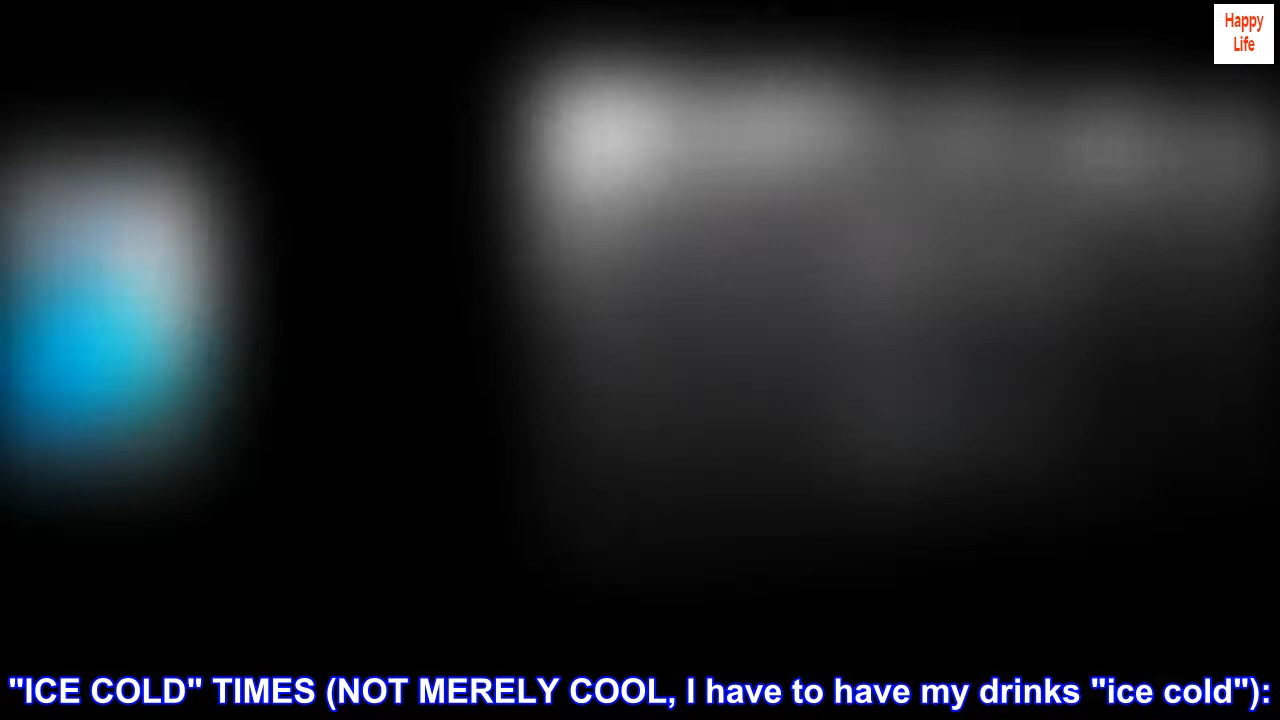 Happy
Life
"ICE COLD" TIMES (NOT MERELY COOL, I have to have my drinks "ice cold"):